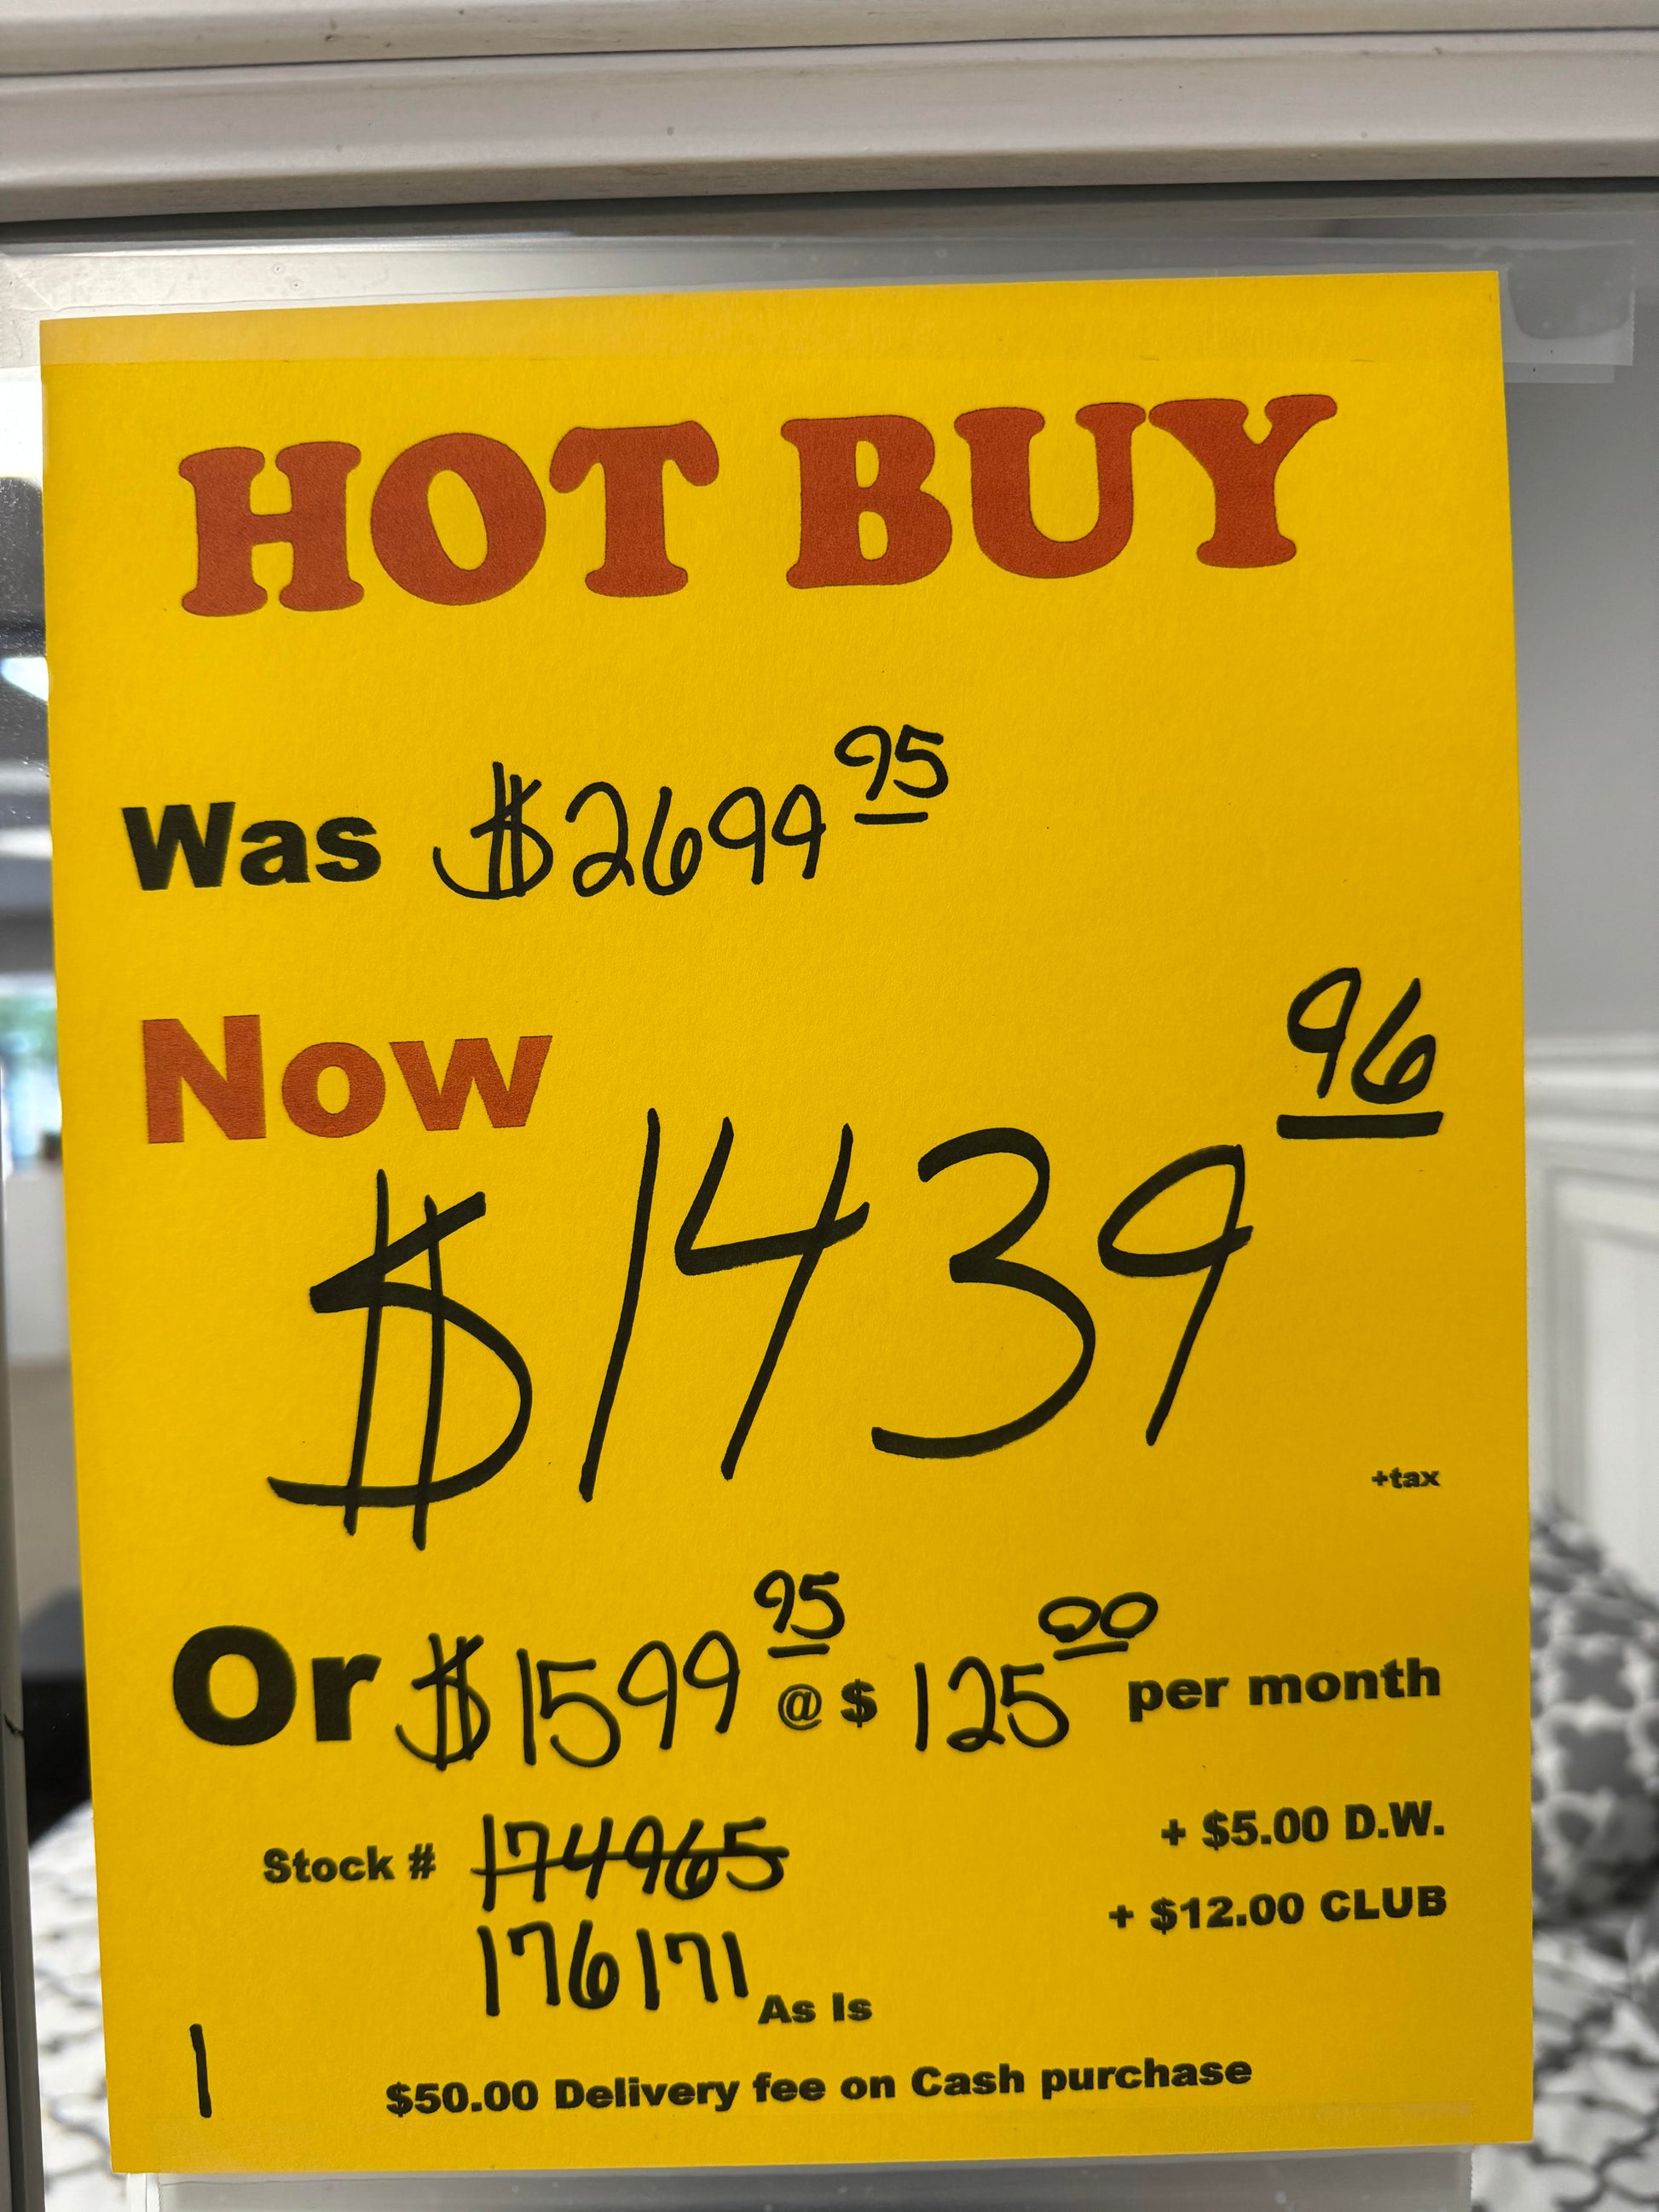 HOT BUY
Was $2699 95
Now
$1439 96
+tax
Or $1599 95 @ $ 125 00 per month
Stock # 174965
176171 As Is
+ $5.00 D.W.
+ $12.00 CLUB
1
$50.00 Delivery fee on Cash purchase